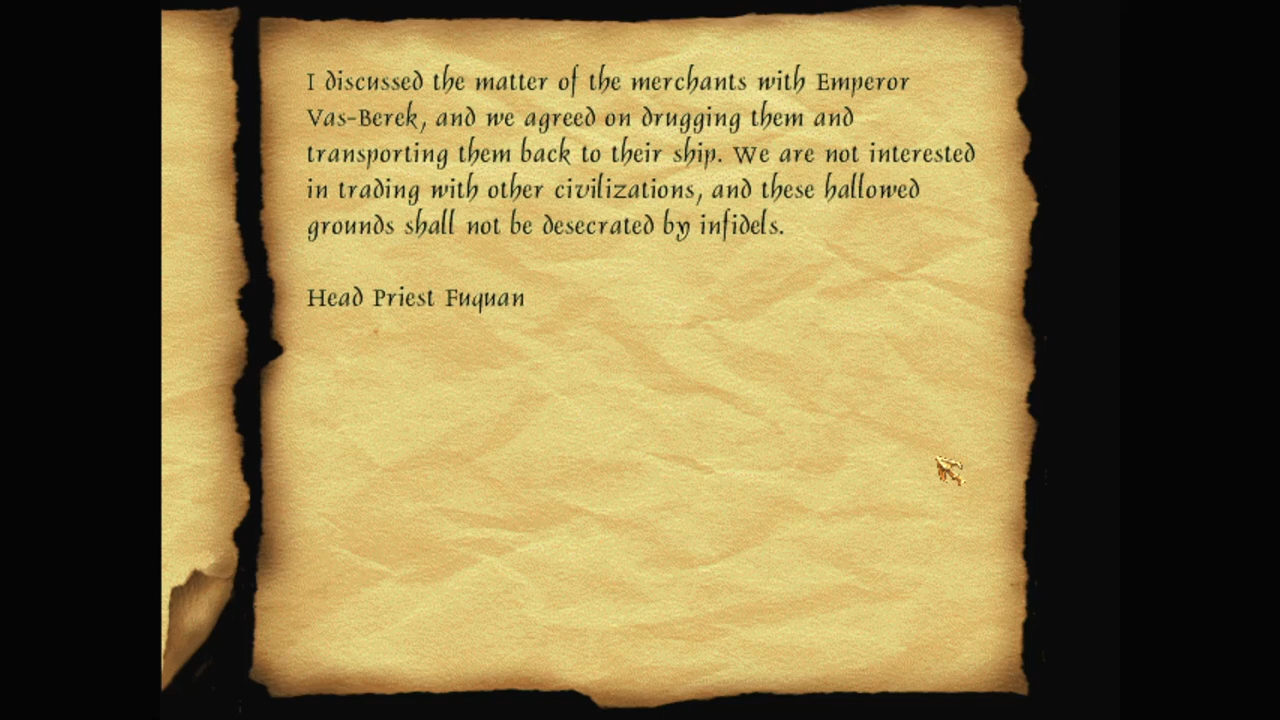 I discussed the matter of the merchants with Emperor
Vas-Berek, and we agreed on drugging them and
transporting them back to their ship. We are not interested
in trading with other civilizations, and these hallowed
grounds shall not be desecrated by infidels.
Head Priest Fuquan